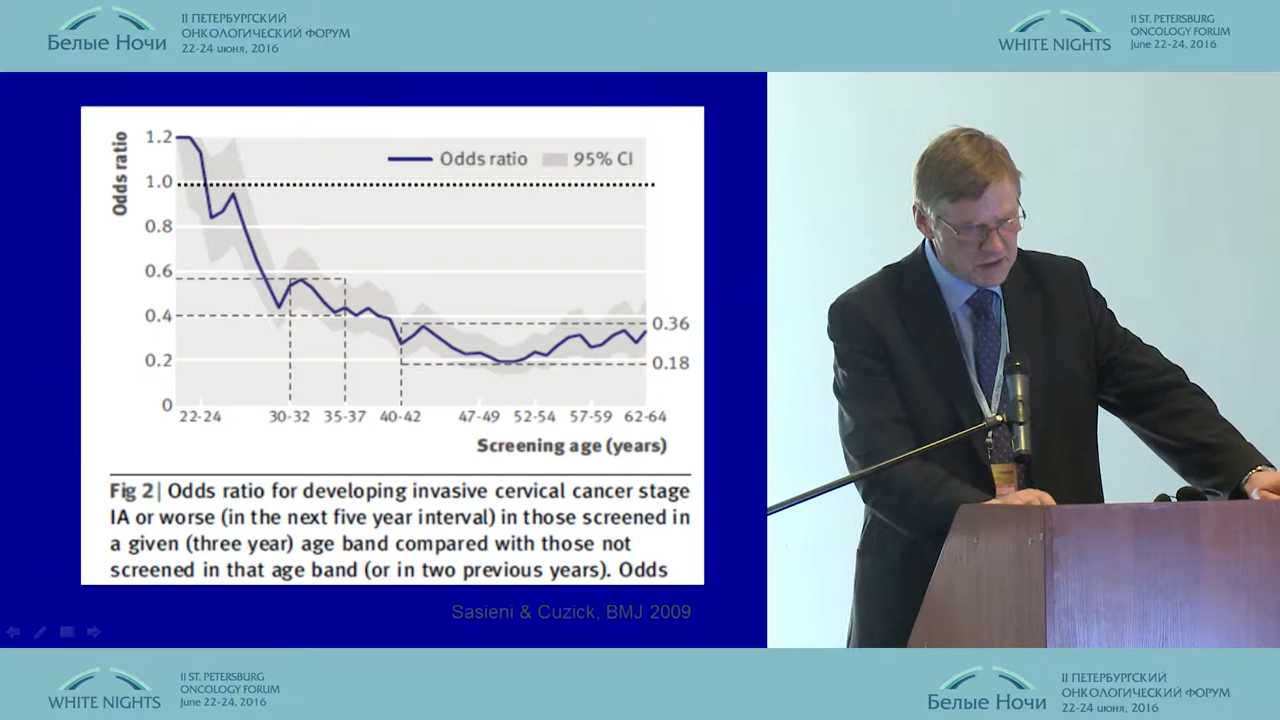 Белые Ночи
II ПЕТЕРБУРГСКИЙ
ОНКОЛОГИЧЕСКИЙ ФОРУМ
22-24 июня, 2016
WHITE NIGHTS
II ST. PETERSBURG
ONCOLOGY FORUM
June 22-24, 2016
Odds ratio
1.2
1.0
0.8
0.6
0.4
0.2
0
Odds ratio
95% CI
0.36
0.18
22-24
30-32
35-37
40-42
47-49
52-54
57-59
62-64
Screening age (years)
Fig 2| Odds ratio for developing invasive cervical cancer stage
IA or worse (in the next five year interval) in those screened in
a given (three year) age band compared with those not
screened in that age band (or in two previous years). Odds
Sasieni & Cuzick, BMJ 2009
WHITE NIGHTS
II ST. PETERSBURG
ONCOLOGY FORUM
June 22-24, 2016
Белые Ночи
II ПЕТЕРБУРГСКИЙ
ОНКОЛОГИЧЕСКИЙ ФОРУМ
22-24 июня, 2016